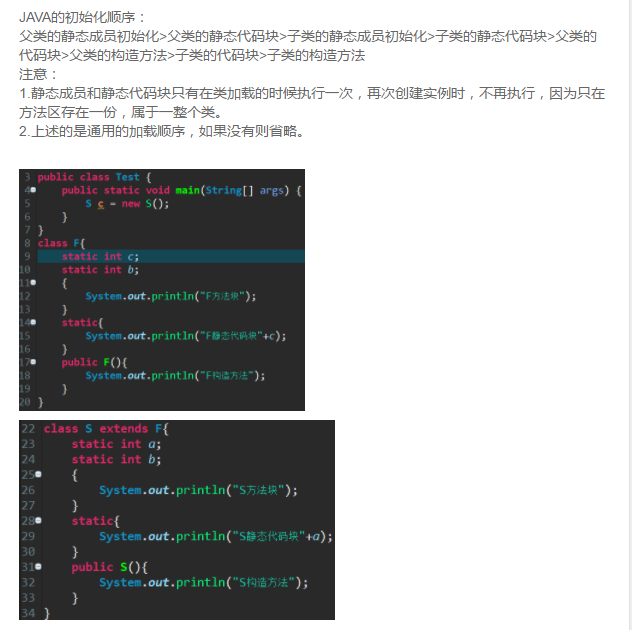 JAVA的初始化顺序：
父类的静态成员初始化>父类的静态代码块>子类的静态成员初始化>子类的静态代码块>父类的
代码块>父类的构造方法>子类的代码块>子类的构造方法
注意：
1.静态成员和静态代码块只有在类加载的时候执行一次，再次创建实例时，不再执行，因为只在
方法区存在一份，属于一整个类。
2.上述的是通用的加载顺序，如果没有则省略。
3 public class Test {
4 public static void main(String[] args) {
5 S c = new S();
6 }
7 }
8 class F{
9 static int c;
10 static int b;
11 {
12 System.out.println("F方法块");
13 }
14 static{
15 System.out.println("F静态代码块"+c);
16 }
17 public F(){
18 System.out.println("F构造方法");
19 }
20 }
22 class S extends F{
23 static int a;
24 static int b;
25 {
26 System.out.println("S方法块");
27 }
28 static{
29 System.out.println("S静态代码块"+a);
30 }
31 public S(){
32 System.out.println("S构造方法");
33 }
34 }